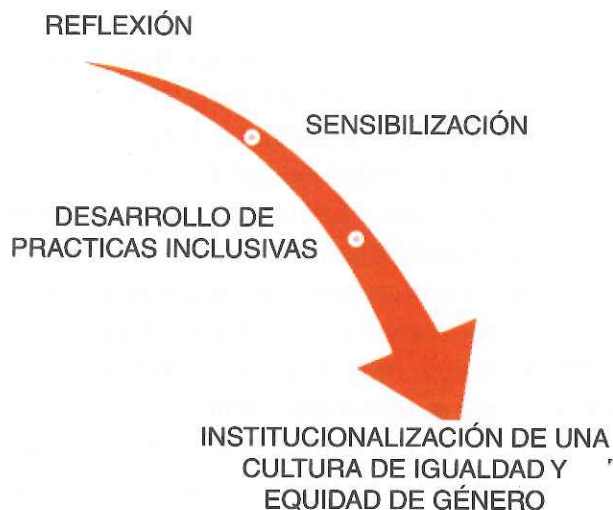 REFLEXIÓN
SENSIBILIZACIÓN
DESARROLLO DE
PRACTICAS INCLUSIVAS
INSTITUCIONALIZACIÓN DE UNA
CULTURA DE IGUALDAD Y
EQUIDAD DE GÉNERO